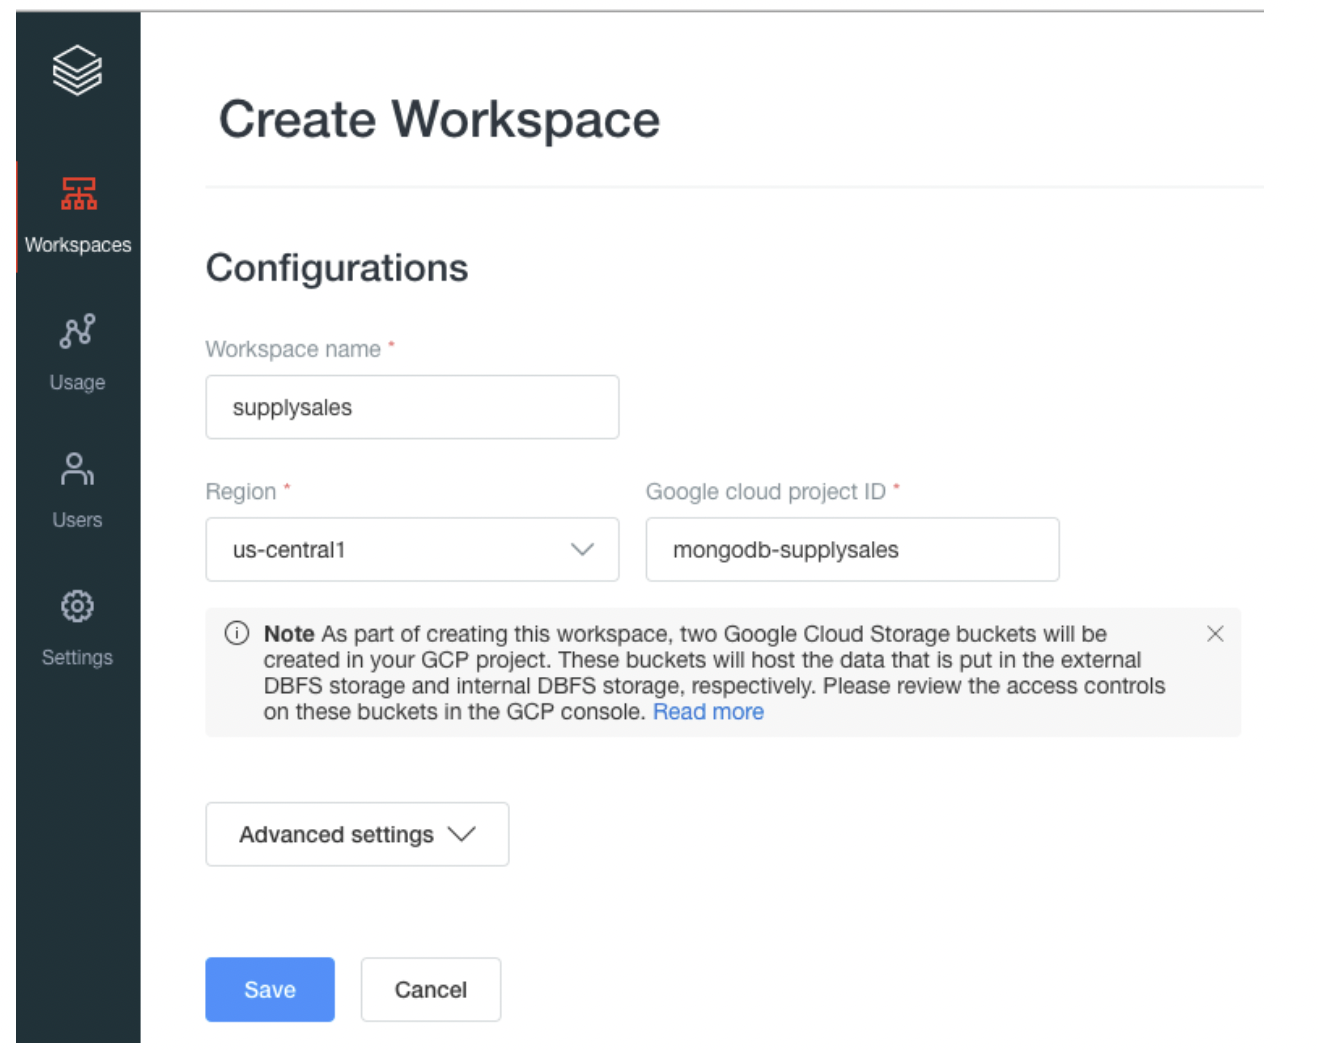 Create Workspace
Workspaces
Configurations
Workspace name *
Usage
supplysales
Region *
Google cloud project ID *
Users
us-central1
mongodb-supplysales
Note As part of creating this workspace, two Google Cloud Storage buckets will be
created in your GCP project. These buckets will host the data that is put in the external
DBFS storage and internal DBFS storage, respectively. Please review the access controls
on these buckets in the GCP console. Read more
Settings
Advanced settings
Save
Cancel